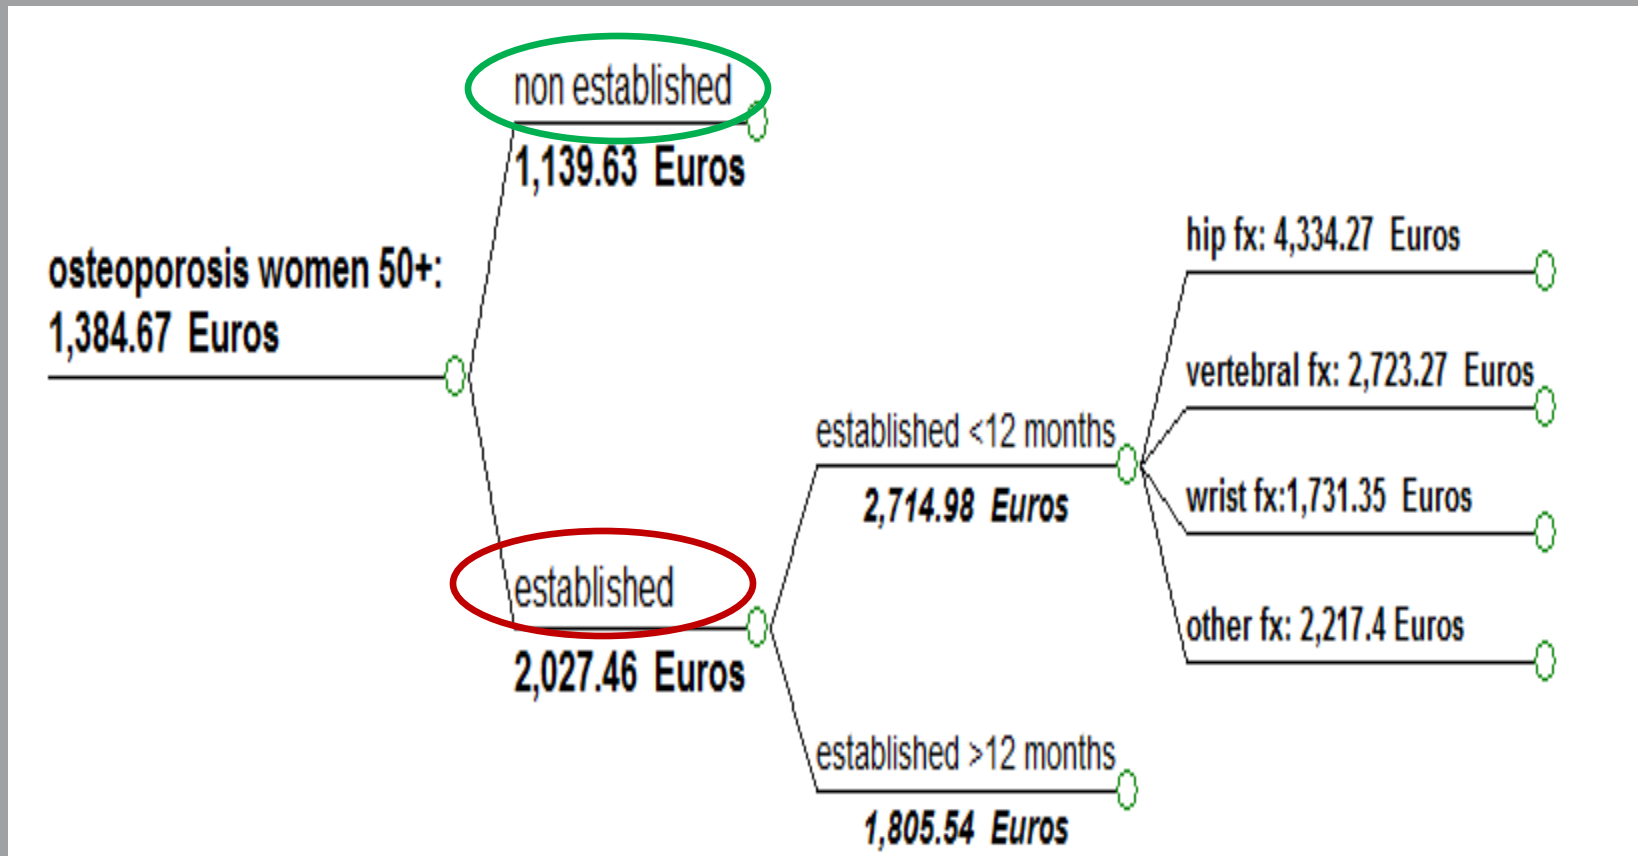 non established
1,139.63 Euros
osteoporosis women 50+:
1,384.67 Euros
established
2,027.46 Euros
established <12 months
2,714.98 Euros
established >12 months
1,805.54 Euros
hip fx: 4,334.27 Euros
vertebral fx: 2,723.27 Euros
wrist fx:1,731.35 Euros
other fx: 2,217.4 Euros